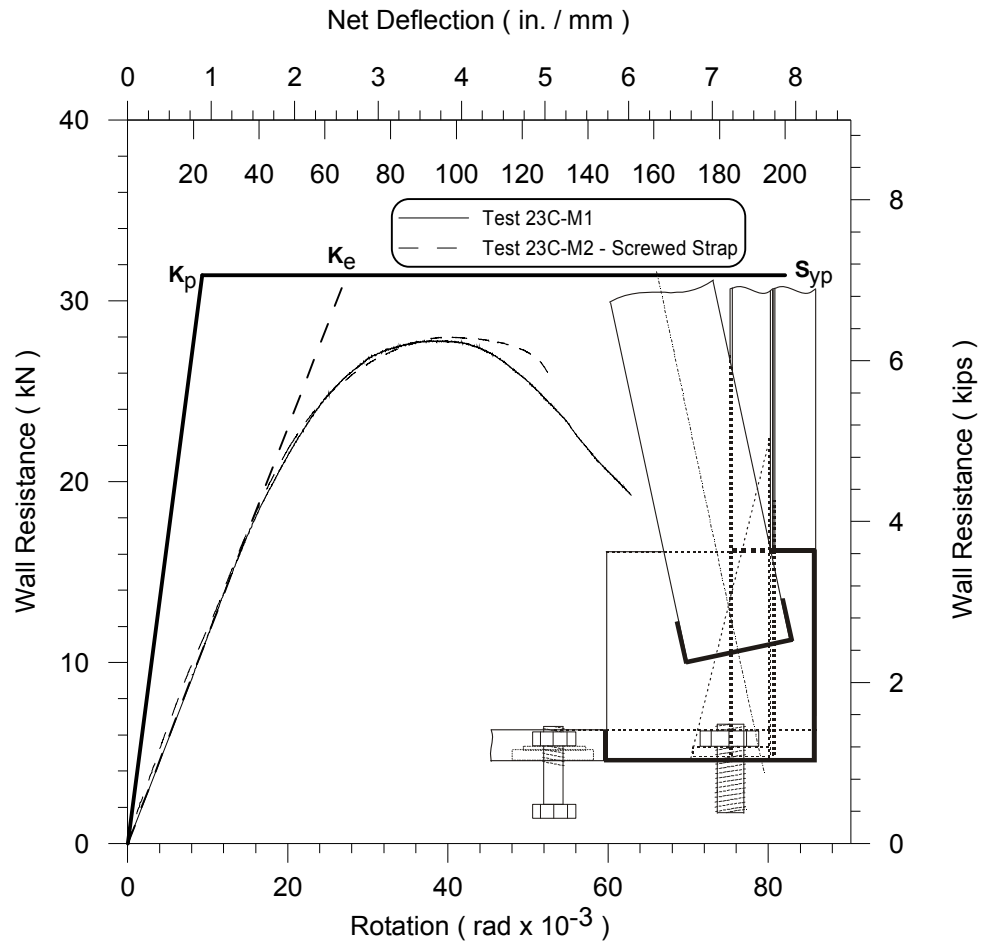 Net Deflection ( in. / mm )
0 1 2 3 4 5 6 7 8
20 40 60 80 100 120 140 160 180 200
Test 23C-M1
Test 23C-M2 - Screwed Strap
Kp
Ke
Syp
40
30
20
10
0
Wall Resistance ( kN )
8
6
4
2
0
Wall Resistance ( kips )
0 20 40 60 80
Rotation ( rad x 10-3 )